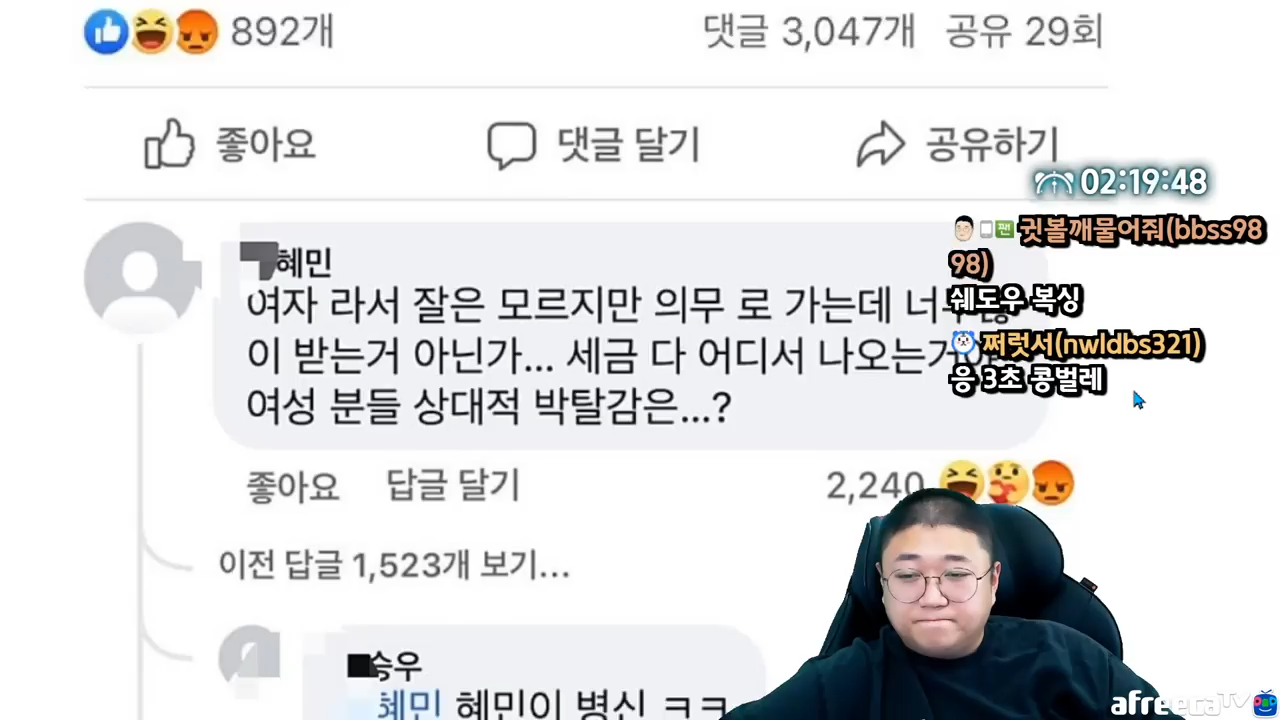 892개
댓글 3,047개 공유 29회
좋아요 댓글 달기 공유하기
02:19:48
귓볼깨물어줘(bbss98
98)
쉐도우 복싱
쩌럿서(nwldbs321)
응 3초 콩벌레
혜민
여자 라서 잘은 모르지만 의무 로 가는데
이 받는거 아닌가... 세금 다 어디서 나오는
여성 분들 상대적 박탈감은...?
좋아요 답글 달기 2,240
이전 답글 1,523개 보기...
승우
혜민 혜민이 병신 ㅋㅋ
afreecaTV